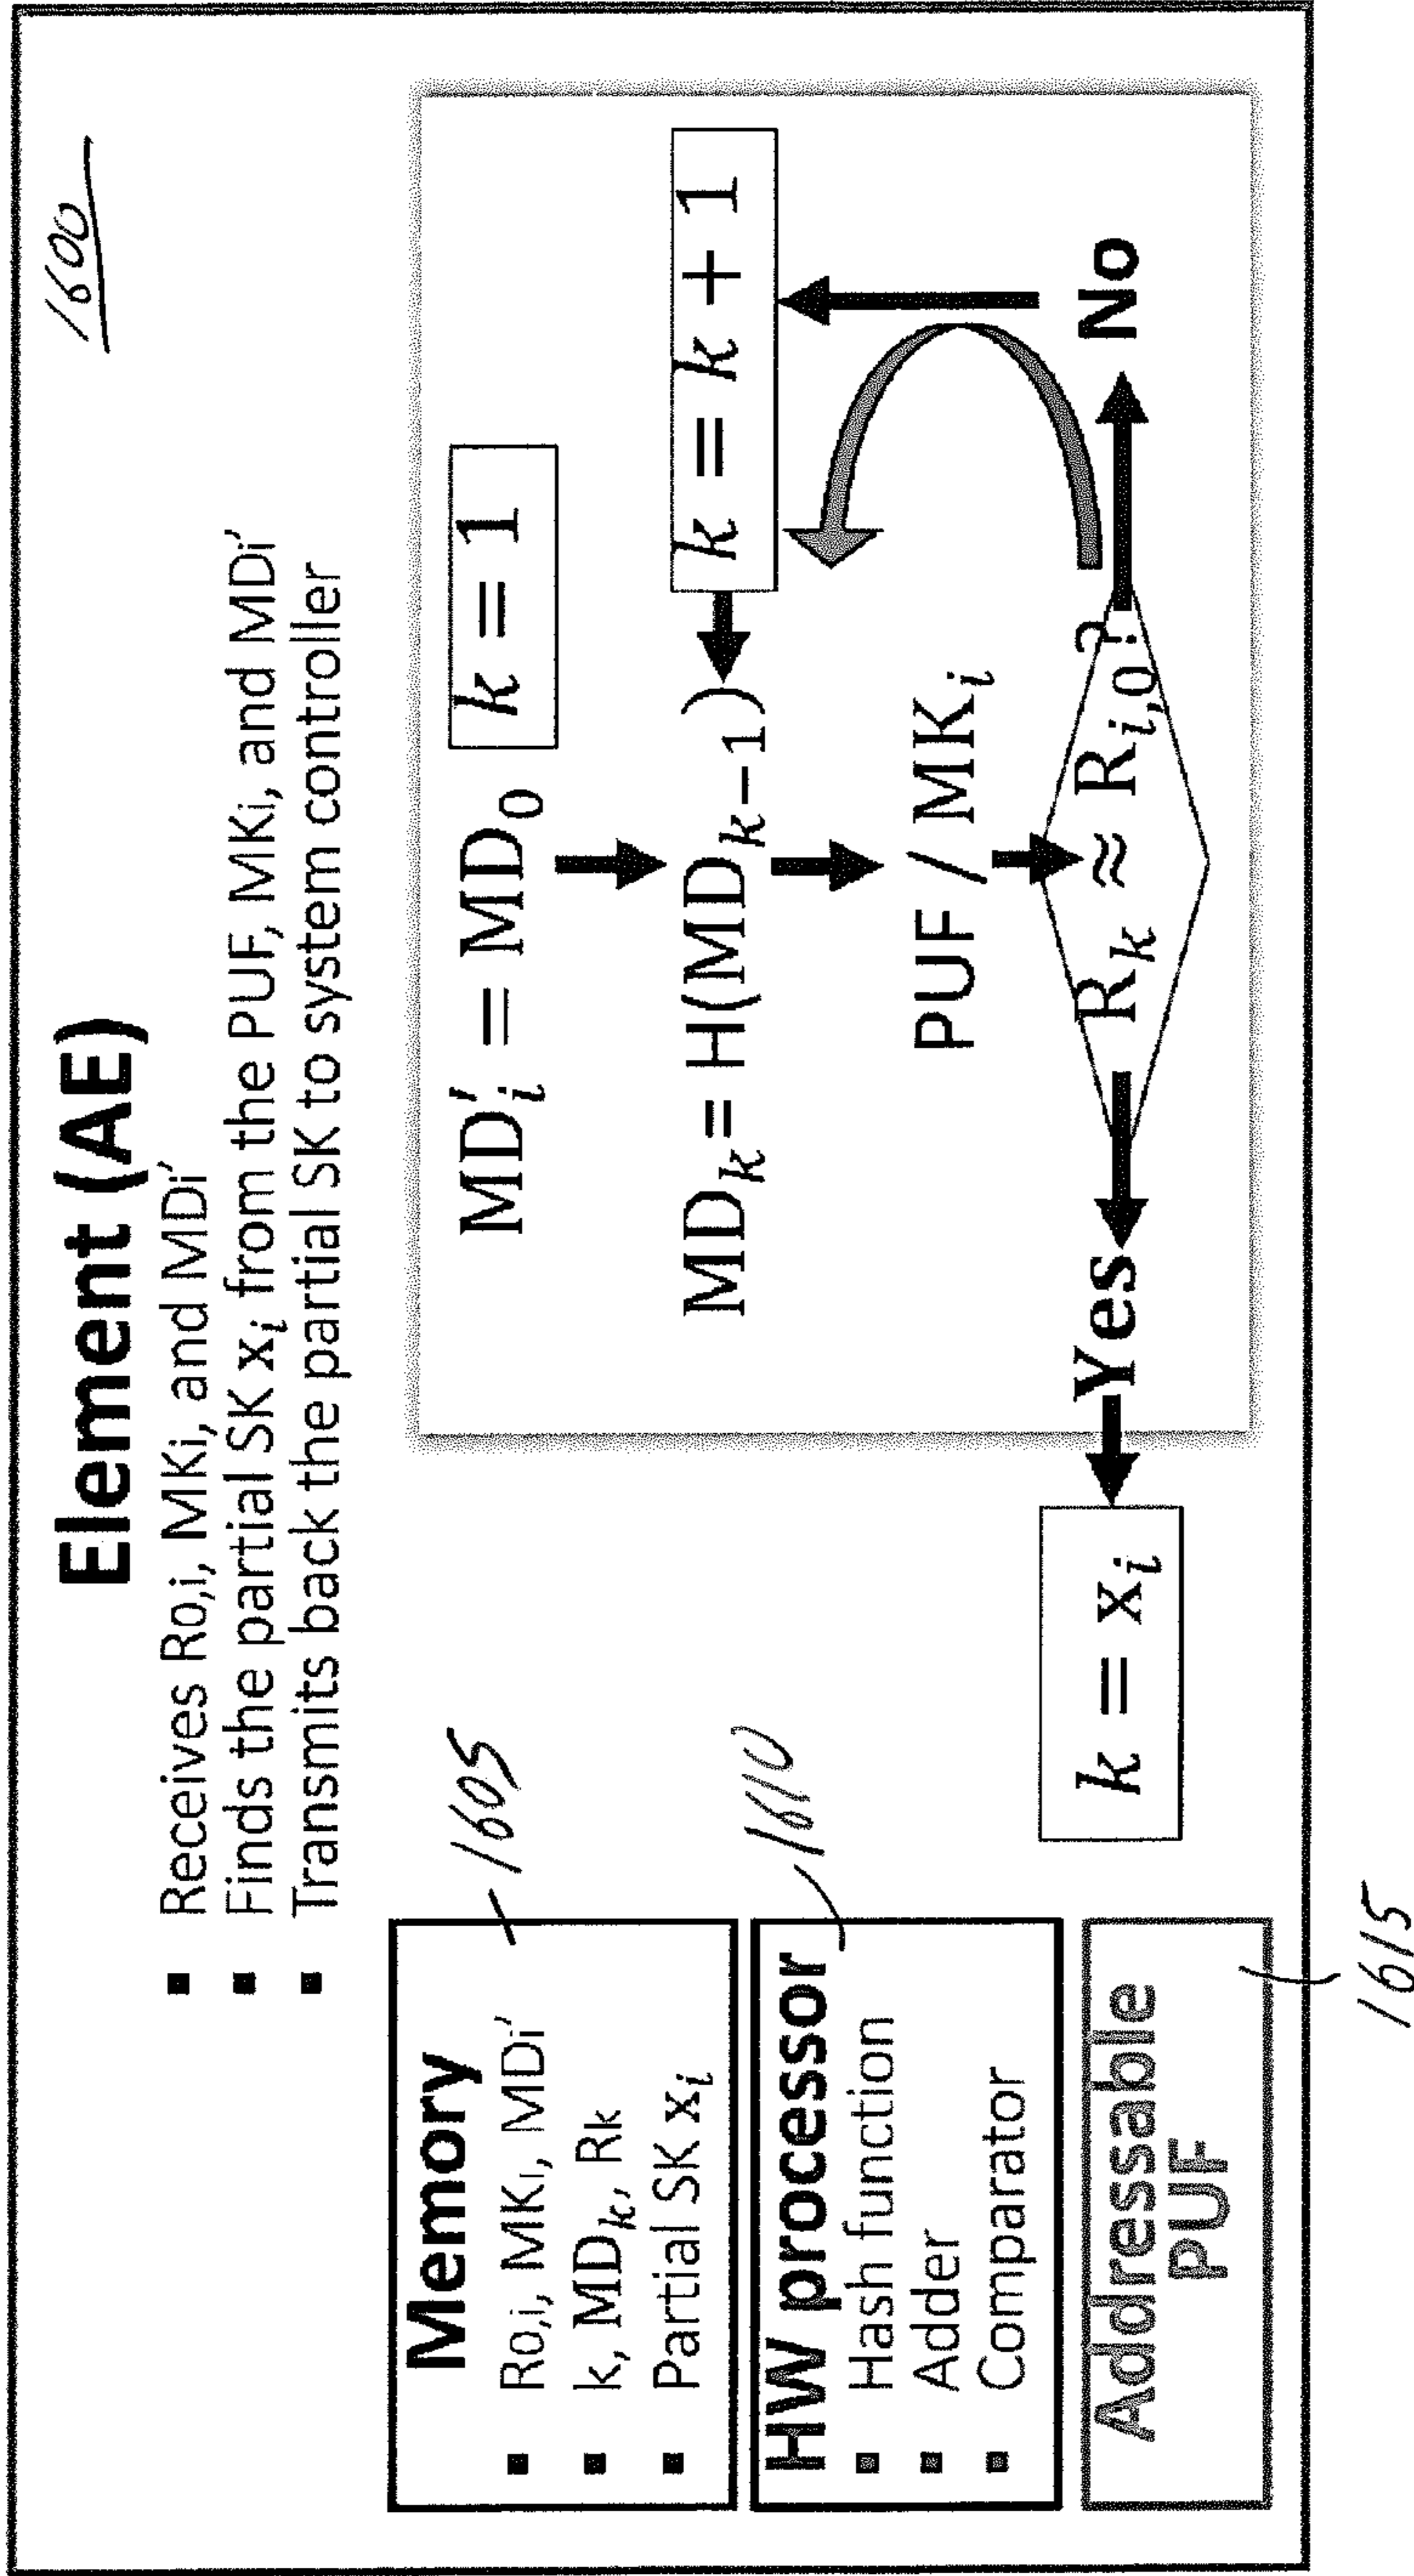 1600
Element (AE)
▪ Receives R0,i, MKi, and MDi′
▪ Finds the partial SK xᵢ from the PUF, MKi, and MDi′
▪ Transmits back the partial SK to system controller
Memory
▪ R0,i, MKi, MDi′
▪ k, MDₖ, Rk
▪ Partial SK xᵢ
1605
HW processor
▪ Hash function
▪ Adder
▪ Comparator
1610
Addressable
PUF
1615
MD′ᵢ = MD₀
k = 1
MDₖ = H(MDₖ₋₁)
k = k + 1
PUF / MKᵢ
Rₖ ≈ Rᵢ,₀?
No
Yes
k = xᵢ